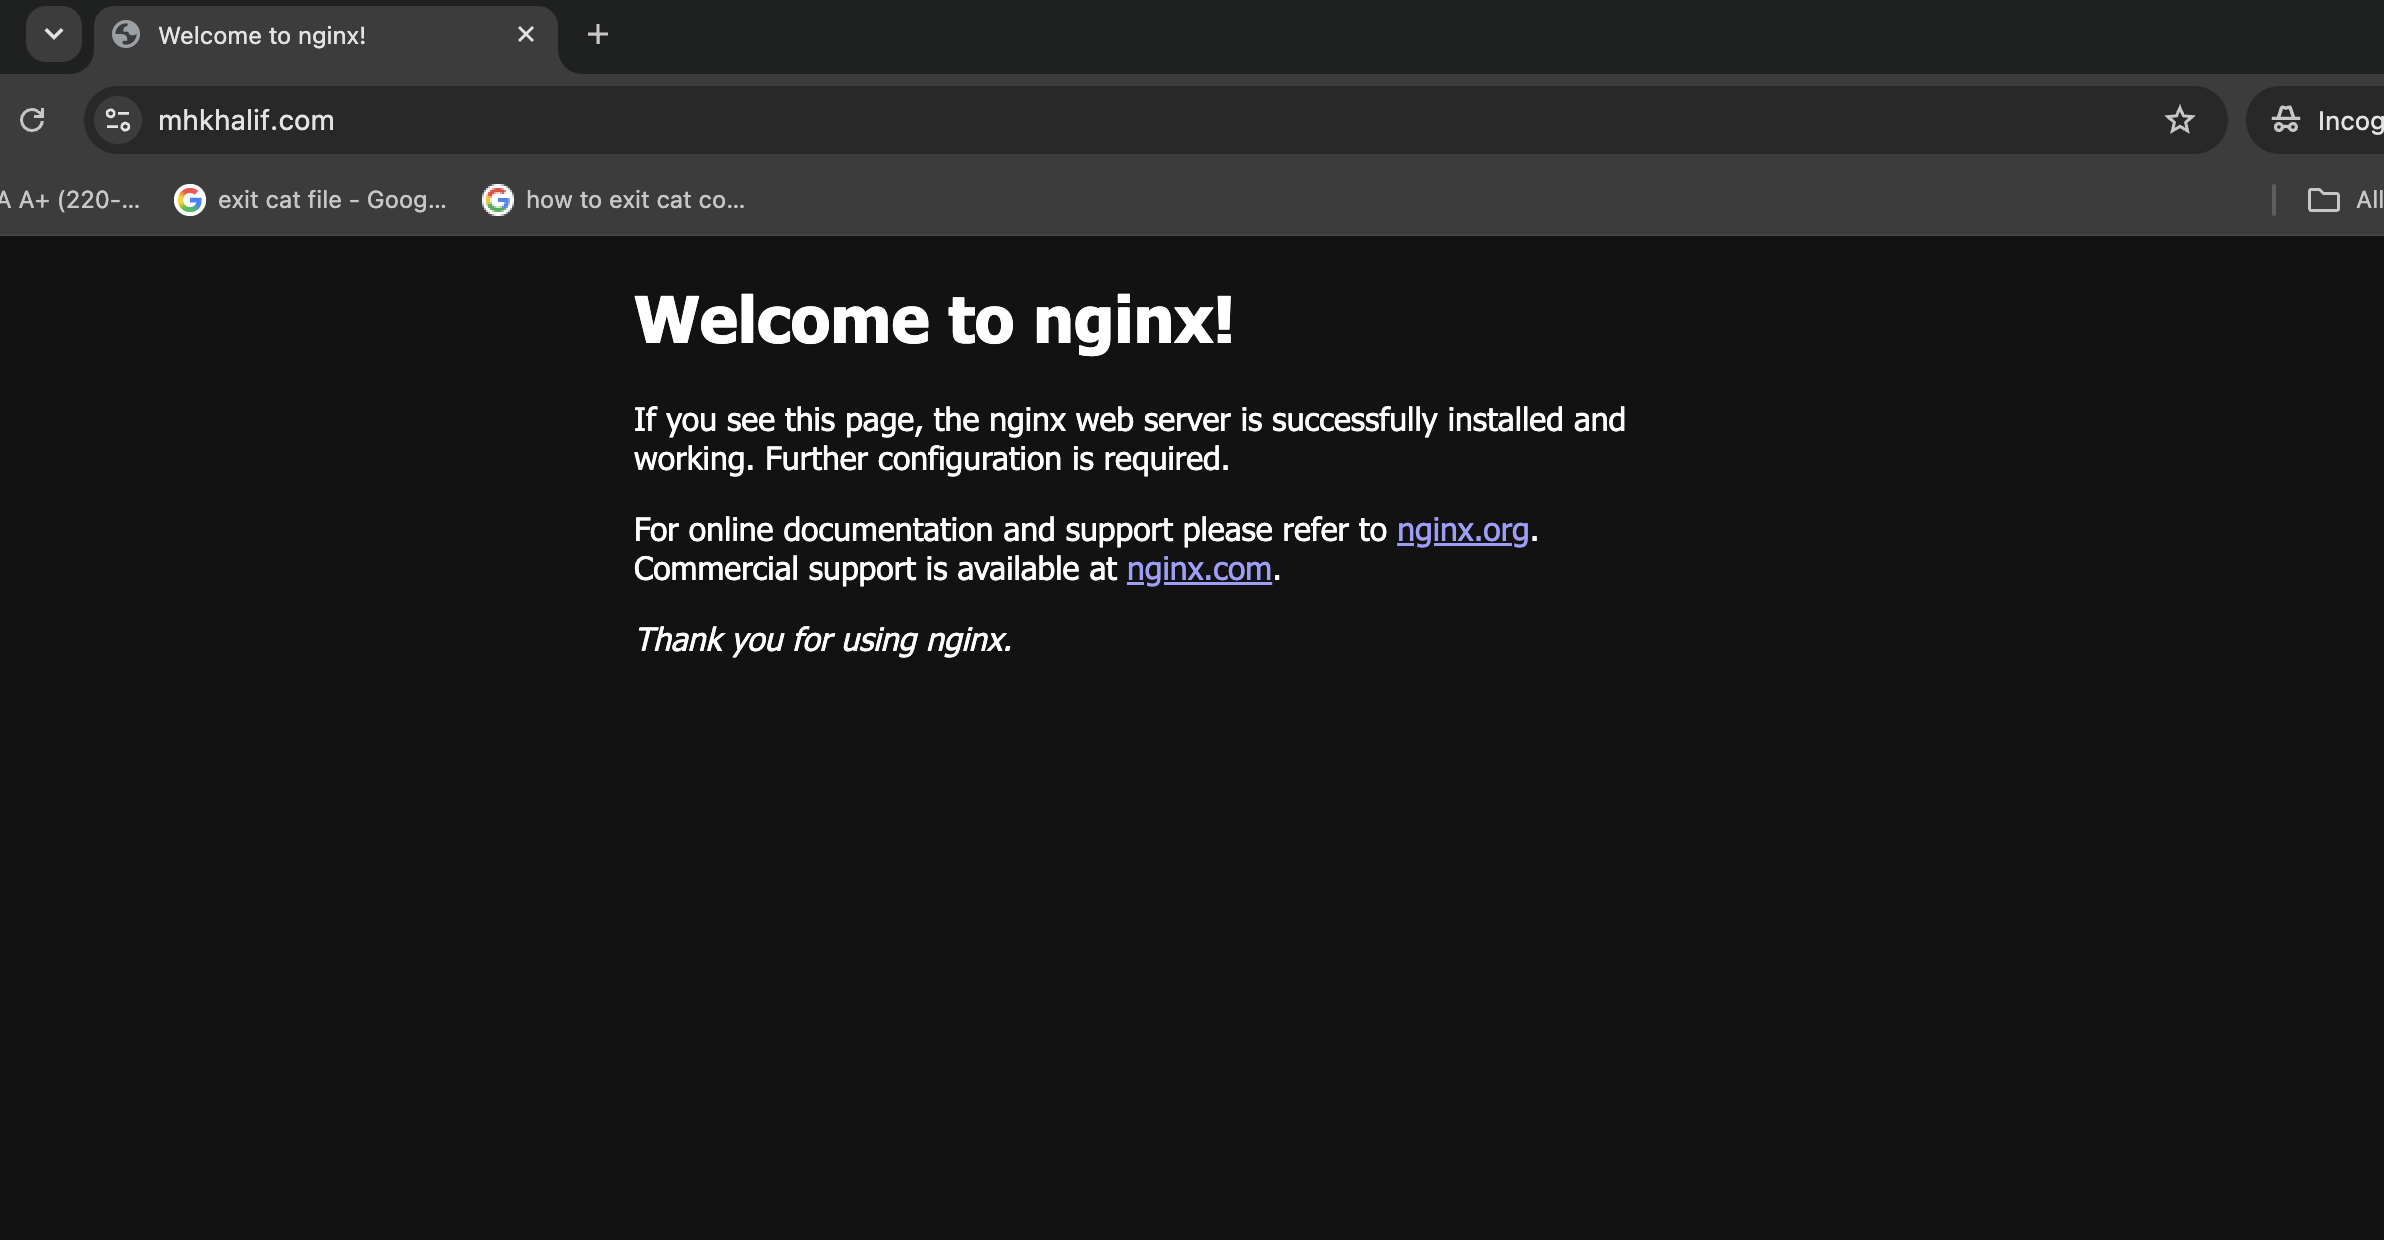 Welcome to nginx!
mhkhalif.com
Incog
A A+ (220-...
exit cat file - Goog...
how to exit cat co...
All
Welcome to nginx!
If you see this page, the nginx web server is successfully installed and
working. Further configuration is required.
For online documentation and support please refer to nginx.org.
Commercial support is available at nginx.com.
Thank you for using nginx.